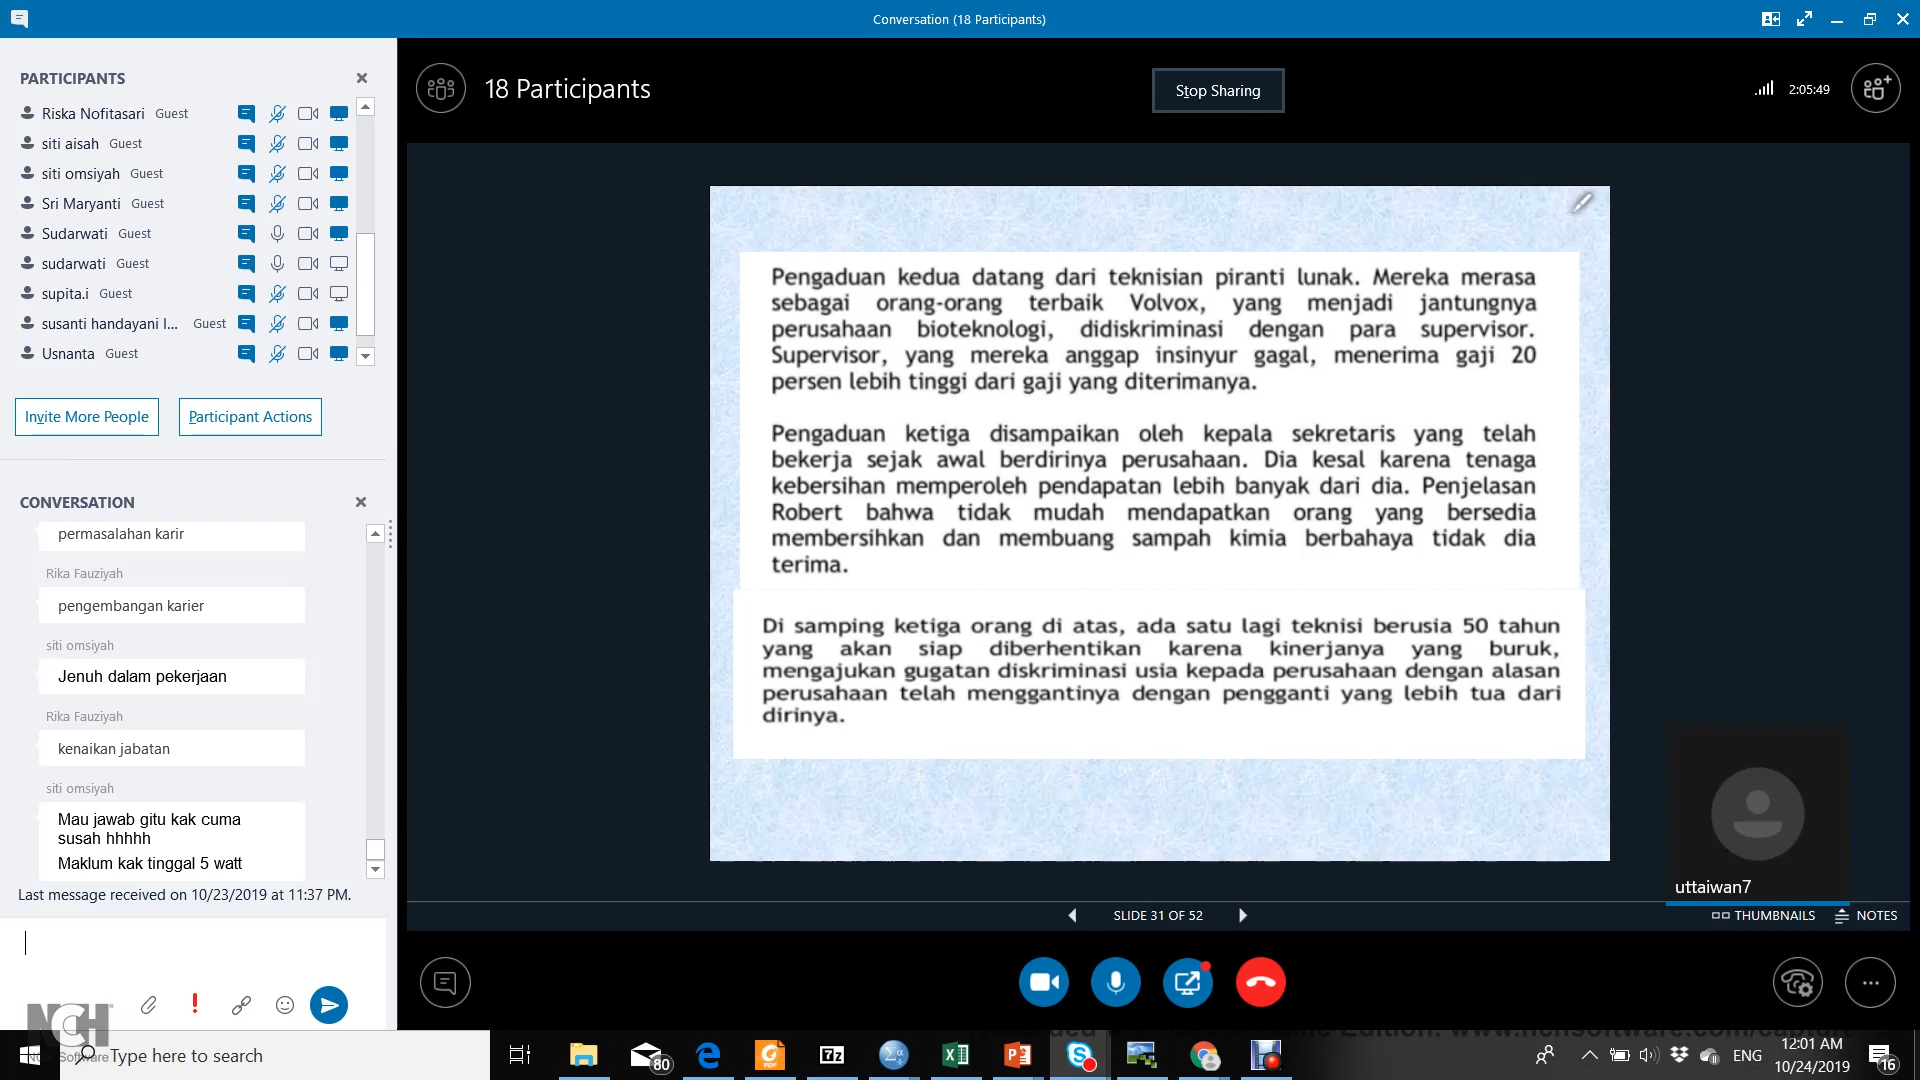 Conversation (18 Participants)
PARTICIPANTS
Riska Nofitasari Guest
siti aisah Guest
siti omsiyah Guest
Sri Maryanti Guest
Sudarwati Guest
sudarwati Guest
supita.i Guest
susanti handayani l... Guest
Usnanta Guest
Invite More People
Participant Actions
CONVERSATION
permasalahan karir
Rika Fauziyah
pengembangan karier
siti omsiyah
Jenuh dalam pekerjaan
Rika Fauziyah
kenaikan jabatan
siti omsiyah
Mau jawab gitu kak cuma
susah hhhhh
Maklum kak tinggal 5 watt
Last message received on 10/23/2019 at 11:37 PM.
18 Participants
Stop Sharing
2:05:49
Pengaduan kedua datang dari teknisian piranti lunak. Mereka merasa
sebagai orang-orang terbaik Volvox, yang menjadi jantungnya
perusahaan bioteknologi, didiskriminasi dengan para supervisor.
Supervisor, yang mereka anggap insinyur gagal, menerima gaji 20
persen lebih tinggi dari gaji yang diterimanya.
Pengaduan ketiga disampaikan oleh kepala sekretaris yang telah
bekerja sejak awal berdirinya perusahaan. Dia kesal karena tenaga
kebersihan memperoleh pendapatan lebih banyak dari dia. Penjelasan
Robert bahwa tidak mudah mendapatkan orang yang bersedia
membersihkan dan membuang sampah kimia berbahaya tidak dia
terima.
Di samping ketiga orang di atas, ada satu lagi teknisi berusia 50 tahun
yang akan siap diberhentikan karena kinerjanya yang buruk,
mengajukan gugatan diskriminasi usia kepada perusahaan dengan alasan
perusahaan telah menggantinya dengan pengganti yang lebih tua dari
dirinya.
uttaiwan7
SLIDE 31 OF 52
THUMBNAILS
NOTES
NCH
NCH Software
Type here to search
80
PDF
7z
ENG
12:01 AM
10/24/2019
16